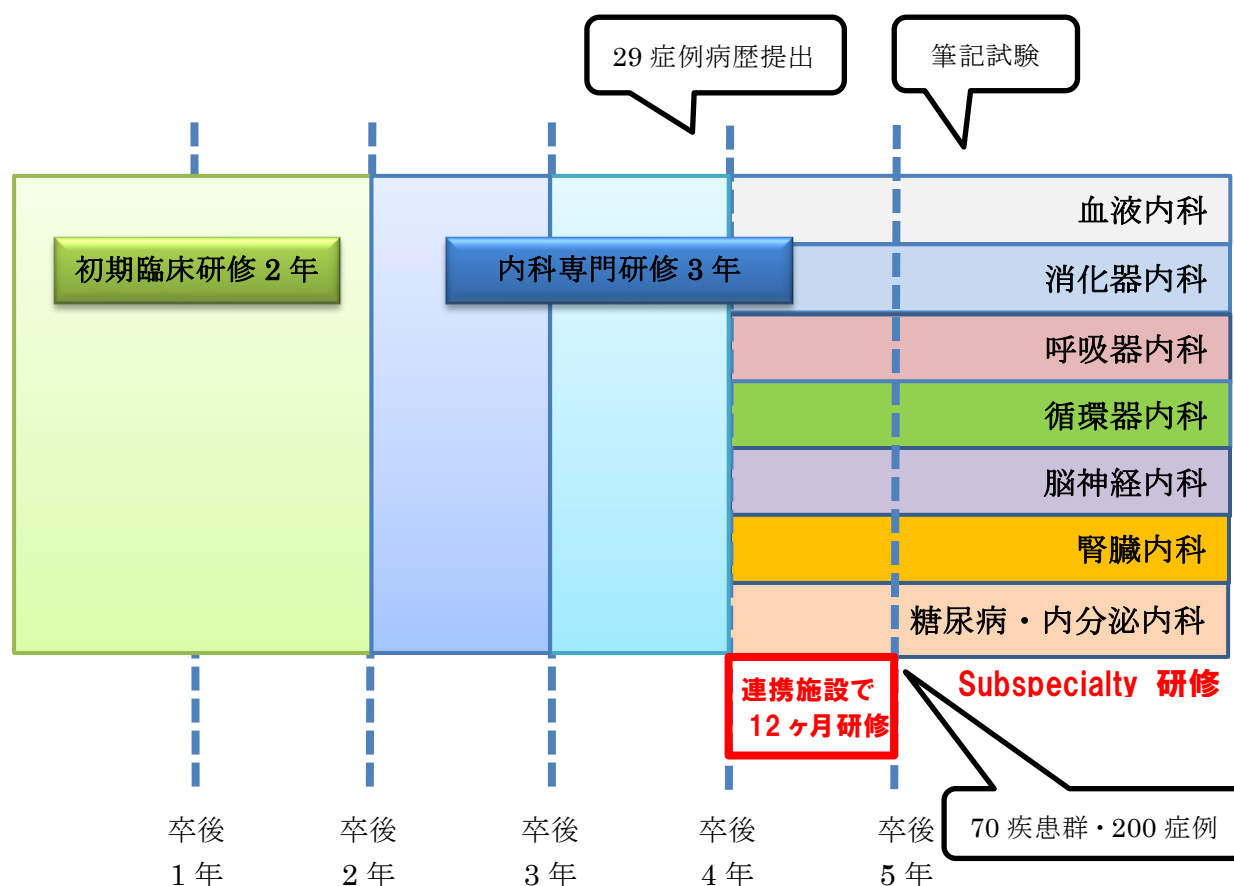 29 症例病歴提出
筆記試験
初期臨床研修 2 年
内科専門研修 3 年
血液内科
消化器内科
呼吸器内科
循環器内科
脳神経内科
腎臓内科
糖尿病・内分泌内科
連携施設で
12 ヶ月研修
Subspecialty 研修
70 疾患群・200 症例
卒後
1 年
卒後
2 年
卒後
3 年
卒後
4 年
卒後
5 年